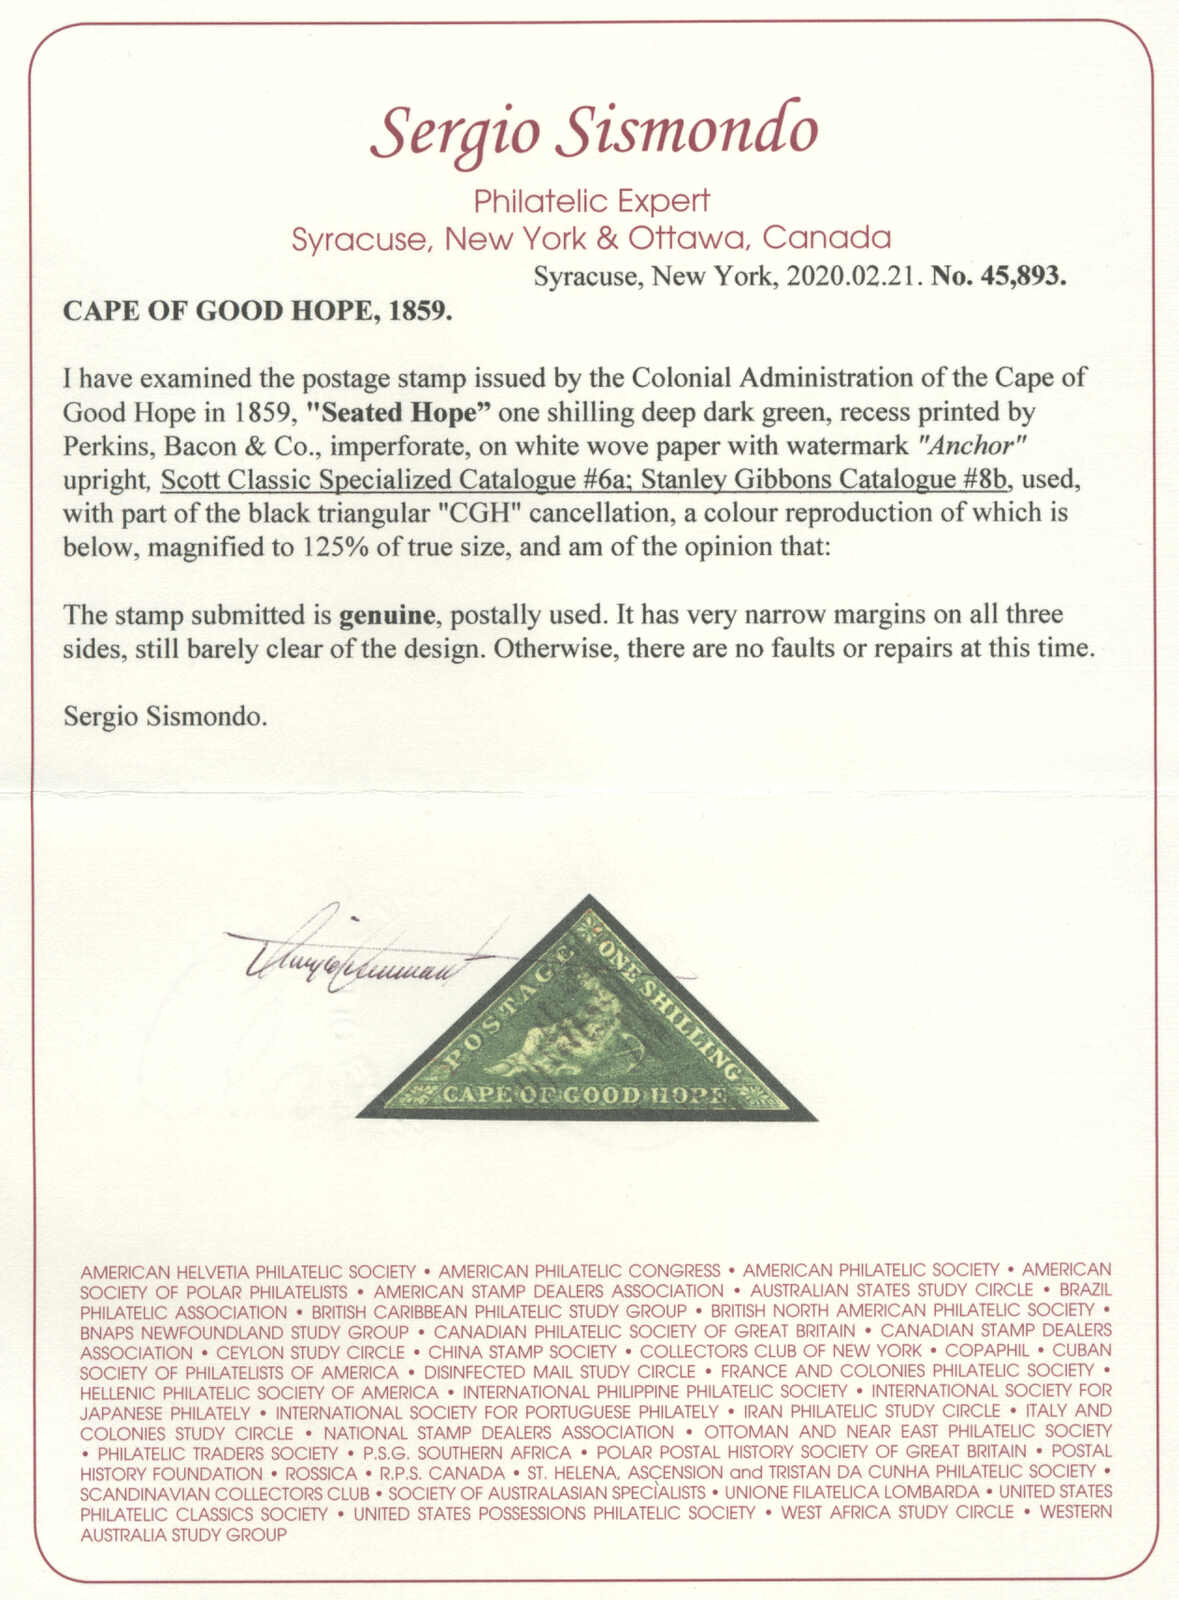 Sergio Sismondo
Philatelic Expert
Syracuse, New York & Ottawa, Canada
Syracuse, New York, 2020.02.21. No. 45,893.
CAPE OF GOOD HOPE, 1859.
I have examined the postage stamp issued by the Colonial Administration of the Cape of
Good Hope in 1859, "Seated Hope” one shilling deep dark green, recess printed by
Perkins, Bacon & Co., imperforate, on white wove paper with watermark "Anchor"
upright, Scott Classic Specialized Catalogue #6a; Stanley Gibbons Catalogue #8b, used,
with part of the black triangular "CGH" cancellation, a colour reproduction of which is
below, magnified to 125% of true size, and am of the opinion that:
The stamp submitted is genuine, postally used. It has very narrow margins on all three
sides, still barely clear of the design. Otherwise, there are no faults or repairs at this time.
Sergio Sismondo.
POSTAGE
ONE SHILLING
CAPE OF GOOD HOPE
AMERICAN HELVETIA PHILATELIC SOCIETY • AMERICAN PHILATELIC CONGRESS • AMERICAN PHILATELIC SOCIETY • AMERICAN
SOCIETY OF POLAR PHILATELISTS • AMERICAN STAMP DEALERS ASSOCIATION • AUSTRALIAN STATES STUDY CIRCLE • BRAZIL
PHILATELIC ASSOCIATION • BRITISH CARIBBEAN PHILATELIC STUDY GROUP • BRITISH NORTH AMERICAN PHILATELIC SOCIETY •
BNAPS NEWFOUNDLAND STUDY GROUP • CANADIAN PHILATELIC SOCIETY OF GREAT BRITAIN • CANADIAN STAMP DEALERS
ASSOCIATION • CEYLON STUDY CIRCLE • CHINA STAMP SOCIETY • COLLECTORS CLUB OF NEW YORK • COPAPHIL • CUBAN
SOCIETY OF PHILATELISTS OF AMERICA • DISINFECTED MAIL STUDY CIRCLE • FRANCE AND COLONIES PHILATELIC SOCIETY •
HELLENIC PHILATELIC SOCIETY OF AMERICA • INTERNATIONAL PHILIPPINE PHILATELIC SOCIETY • INTERNATIONAL SOCIETY FOR
JAPANESE PHILATELY • INTERNATIONAL SOCIETY FOR PORTUGUESE PHILATELY • IRAN PHILATELIC STUDY CIRCLE • ITALY AND
COLONIES STUDY CIRCLE • NATIONAL STAMP DEALERS ASSOCIATION • OTTOMAN AND NEAR EAST PHILATELIC SOCIETY
• PHILATELIC TRADERS SOCIETY • P.S.G. SOUTHERN AFRICA • POLAR POSTAL HISTORY SOCIETY OF GREAT BRITAIN • POSTAL
HISTORY FOUNDATION • ROSSICA • R.P.S. CANADA • ST. HELENA, ASCENSION and TRISTAN DA CUNHA PHILATELIC SOCIETY •
SCANDINAVIAN COLLECTORS CLUB • SOCIETY OF AUSTRALASIAN SPECIALISTS • UNIONE FILATELICA LOMBARDA • UNITED STATES
PHILATELIC CLASSICS SOCIETY • UNITED STATES POSSESSIONS PHILATELIC SOCIETY • WEST AFRICA STUDY CIRCLE • WESTERN
AUSTRALIA STUDY GROUP